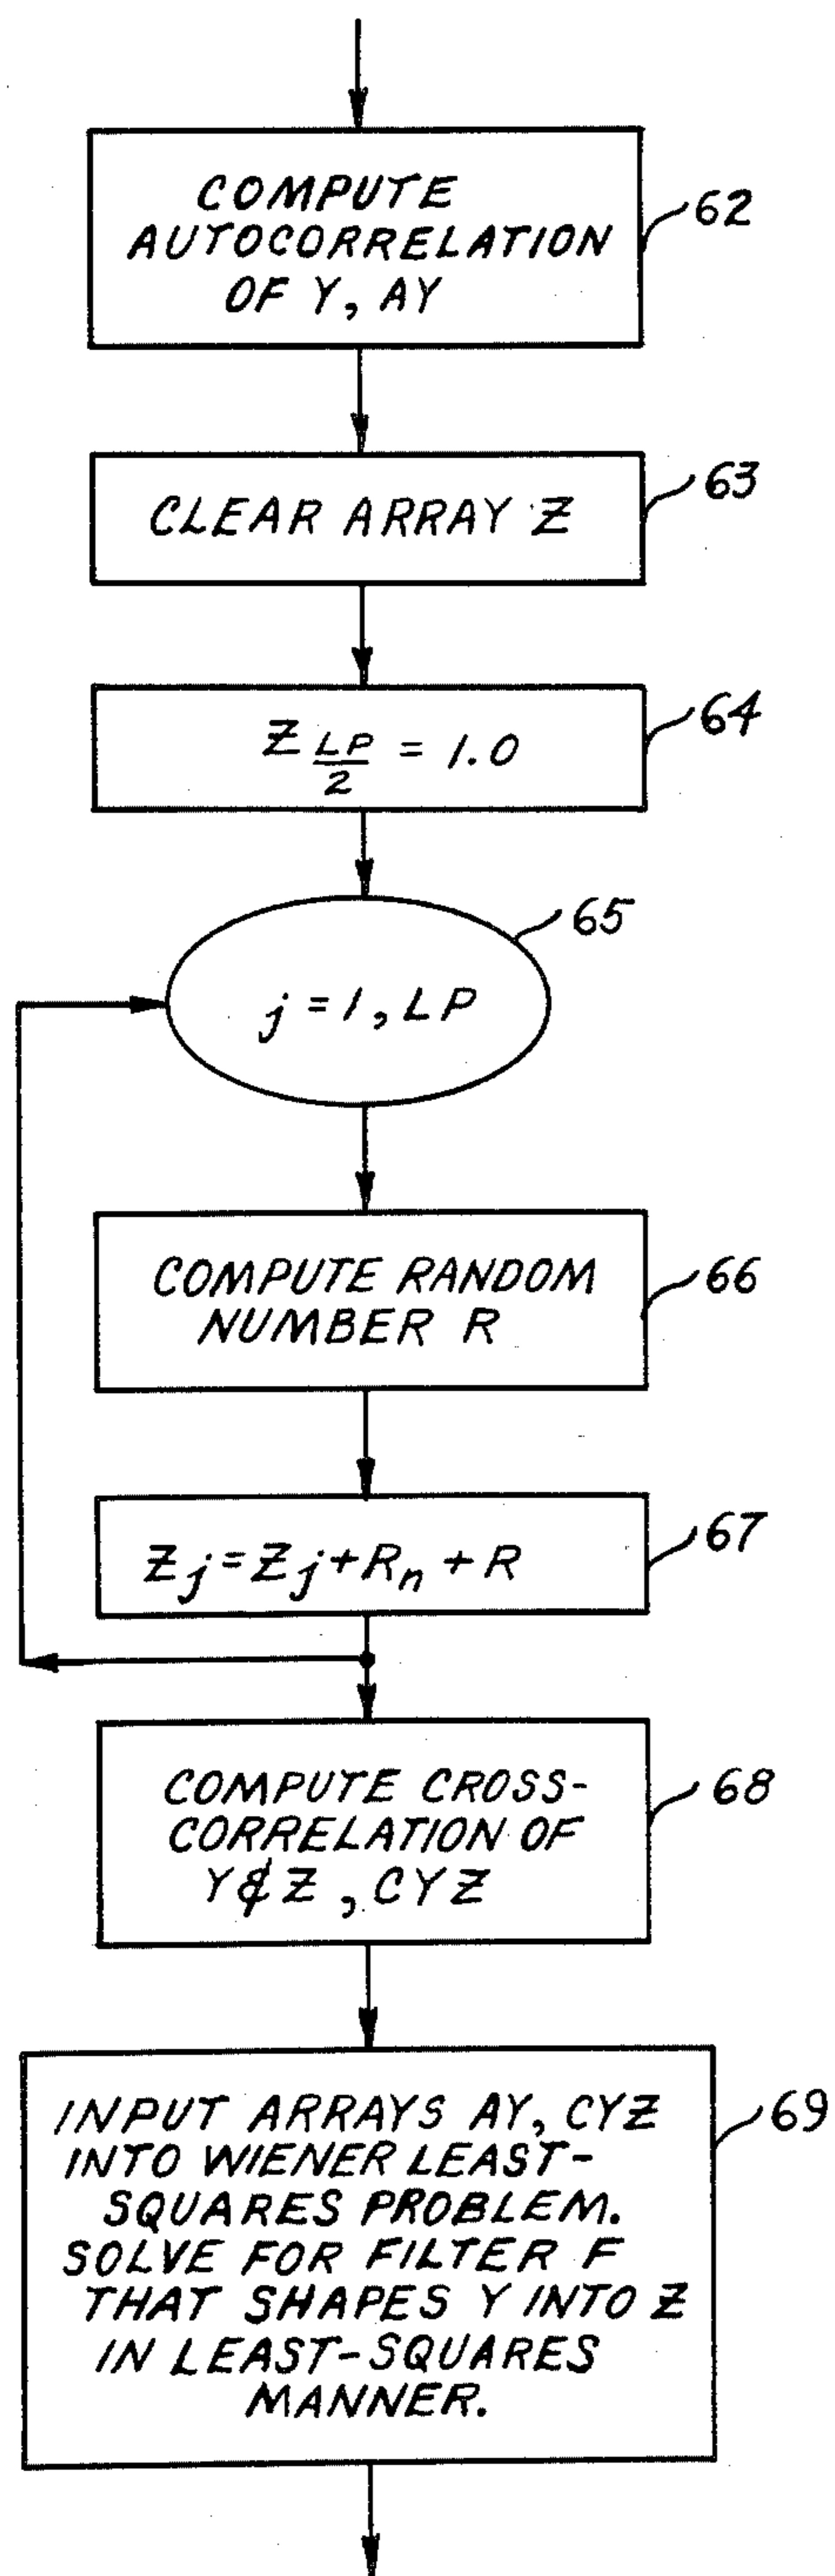 COMPUTE
AUTOCORRELATION
OF Y, AY
62
CLEAR ARRAY Z
63
Z LP/2 = 1.0
64
65
j = 1, LP
COMPUTE RANDOM
NUMBER R
66
Zj = Zj + Rn + R
67
COMPUTE CROSS-
CORRELATION OF
Y & Z, CYZ
68
INPUT ARRAYS AY, CYZ
INTO WIENER LEAST-
SQUARES PROBLEM.
SOLVE FOR FILTER F
THAT SHAPES Y INTO Z
IN LEAST-SQUARES
MANNER.
69